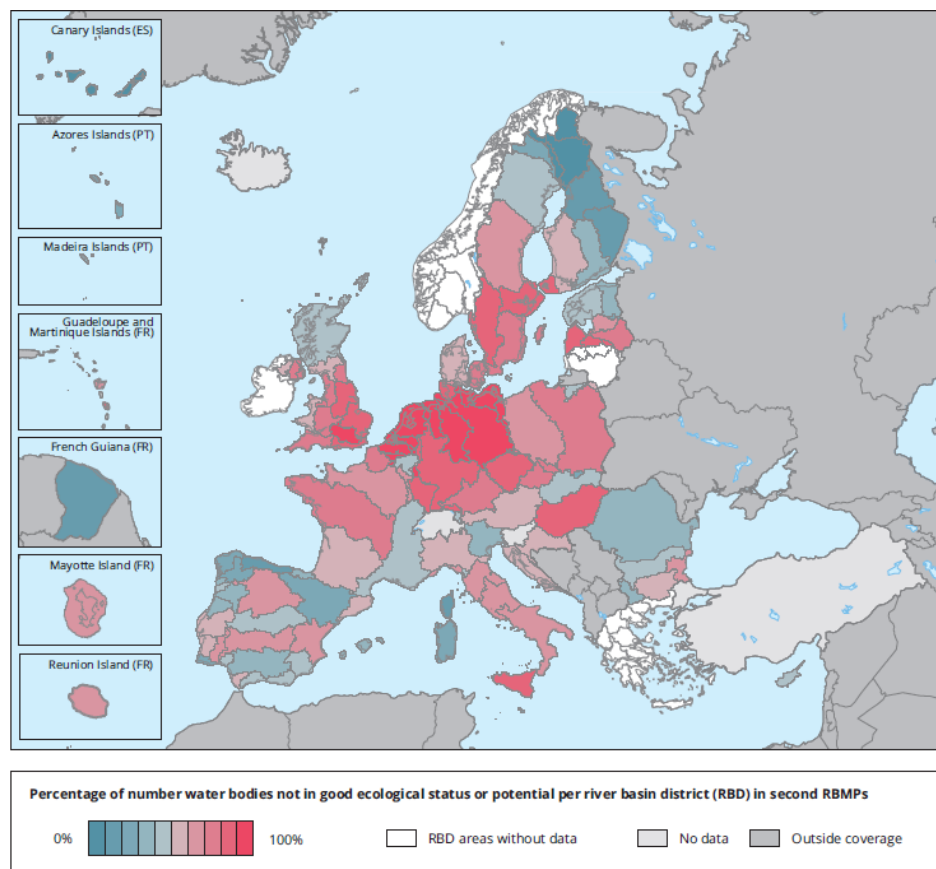 Canary Islands (ES)
Azores Islands (PT)
Madeira Islands (PT)
Guadeloupe and
Martinique Islands (FR)
French Guiana (FR)
Mayotte Island (FR)
Reunion Island (FR)
Percentage of number water bodies not in good ecological status or potential per river basin district (RBD) in second RBMPs
0% 100% RBD areas without data No data Outside coverage